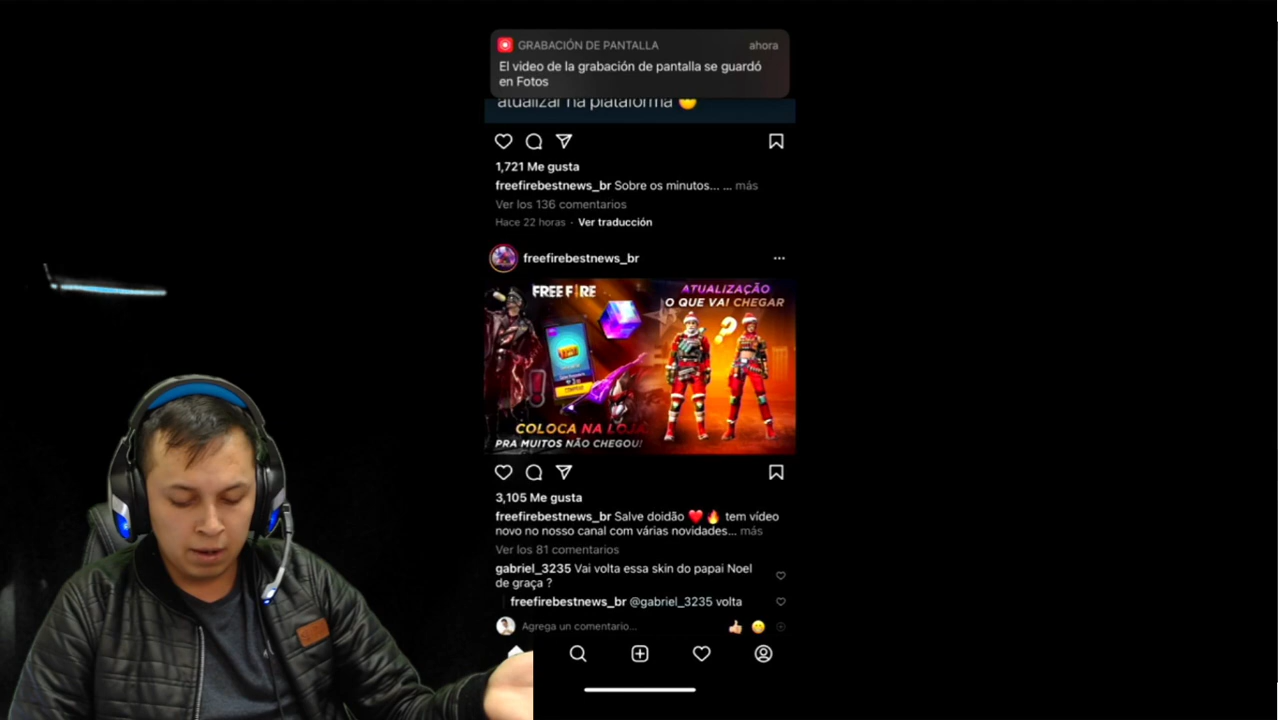 GRABACIÓN DE PANTALLA ahora
El video de la grabación de pantalla se guardó
en Fotos
atualizar na plataforma
1,721 Me gusta
freefirebestnews_br Sobre os minutos... ... más
Ver los 136 comentarios
Hace 22 horas · Ver traducción
freefirebestnews_br
FREE FIRE
ATUALIZAÇÃO
O QUE VAI CHEGAR
COLOCA NA LOJA
PRA MUITOS NÃO CHEGOU!
3,105 Me gusta
freefirebestnews_br Salve doidão ❤️🔥 tem vídeo
novo no nosso canal com várias novidades... más
Ver los 81 comentarios
gabriel_3235 Vai volta essa skin do papai Noel
de graça ?
freefirebestnews_br @gabriel_3235 volta
Agrega un comentario...